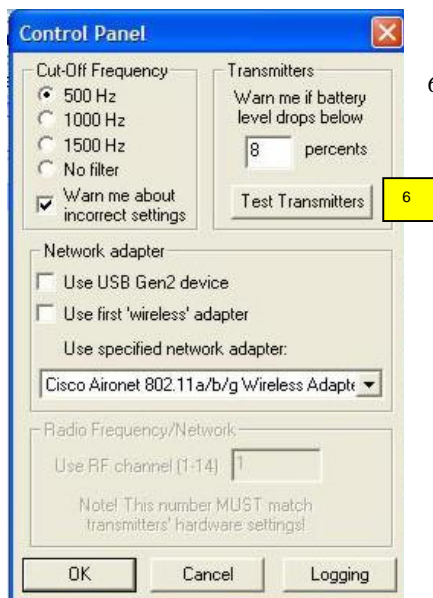 Control Panel
Cut-Off Frequency
500 Hz
1000 Hz
1500 Hz
No filter
Warn me about
incorrect settings
Transmitters
Warn me if battery
level drops below
8 percents
Test Transmitters
6
6
Network adapter
Use USB Gen2 device
Use first 'wireless' adapter
Use specified network adapter:
Cisco Aironet 802.11a/b/g Wireless Adapte
Radio Frequency/Network
Use RF channel (1-14) 1
Note! This number MUST match
transmitters' hardware settings!
OK Cancel Logging